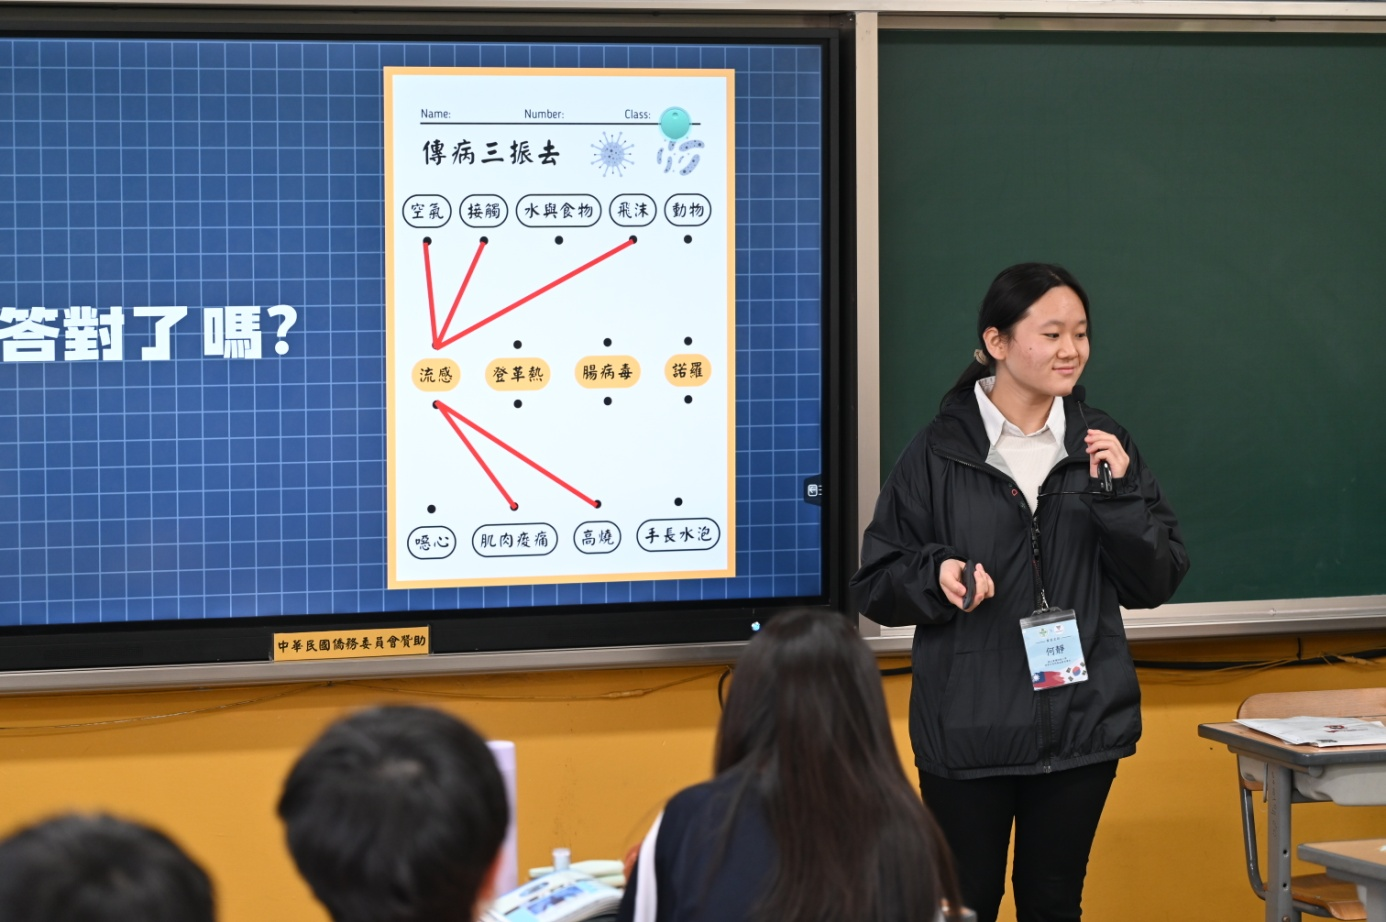 Name: Number: Class:
傳病三振去
空氣 接觸 水與食物 飛沫 動物
答對了嗎?
流感 登革熱 腸病毒 諾羅
噁心 肌肉痠痛 高燒 手長水泡
中華民國僑務委員會贊助
何靜